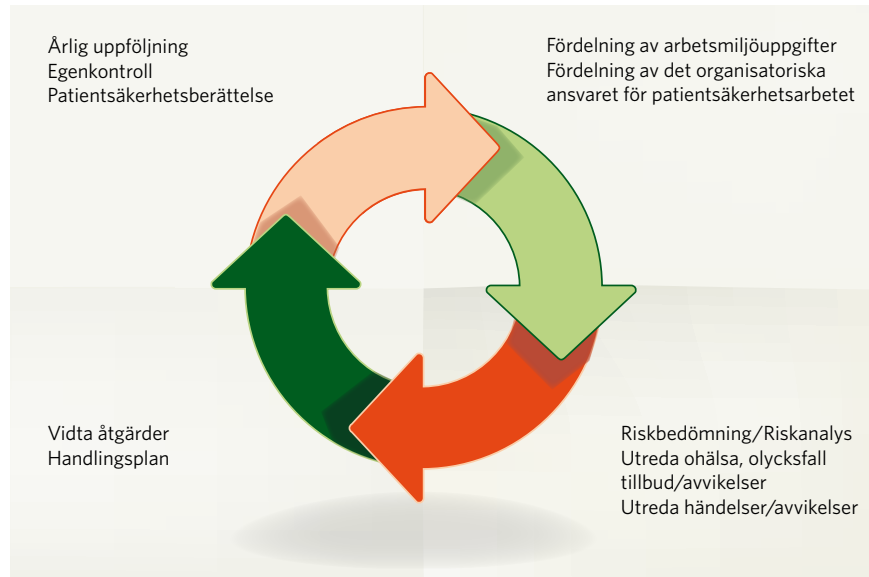 Årlig uppföljning
Egenkontroll
Patientsäkerhetsberättelse
Fördelning av arbetsmiljöuppgifter
Fördelning av det organisatoriska
ansvaret för patientsäkerhetsarbetet
Vidta åtgärder
Handlingsplan
Riskbedömning/Riskanalys
Utreda ohälsa, olycksfall
tillbud/avvikelser
Utreda händelser/avvikelser